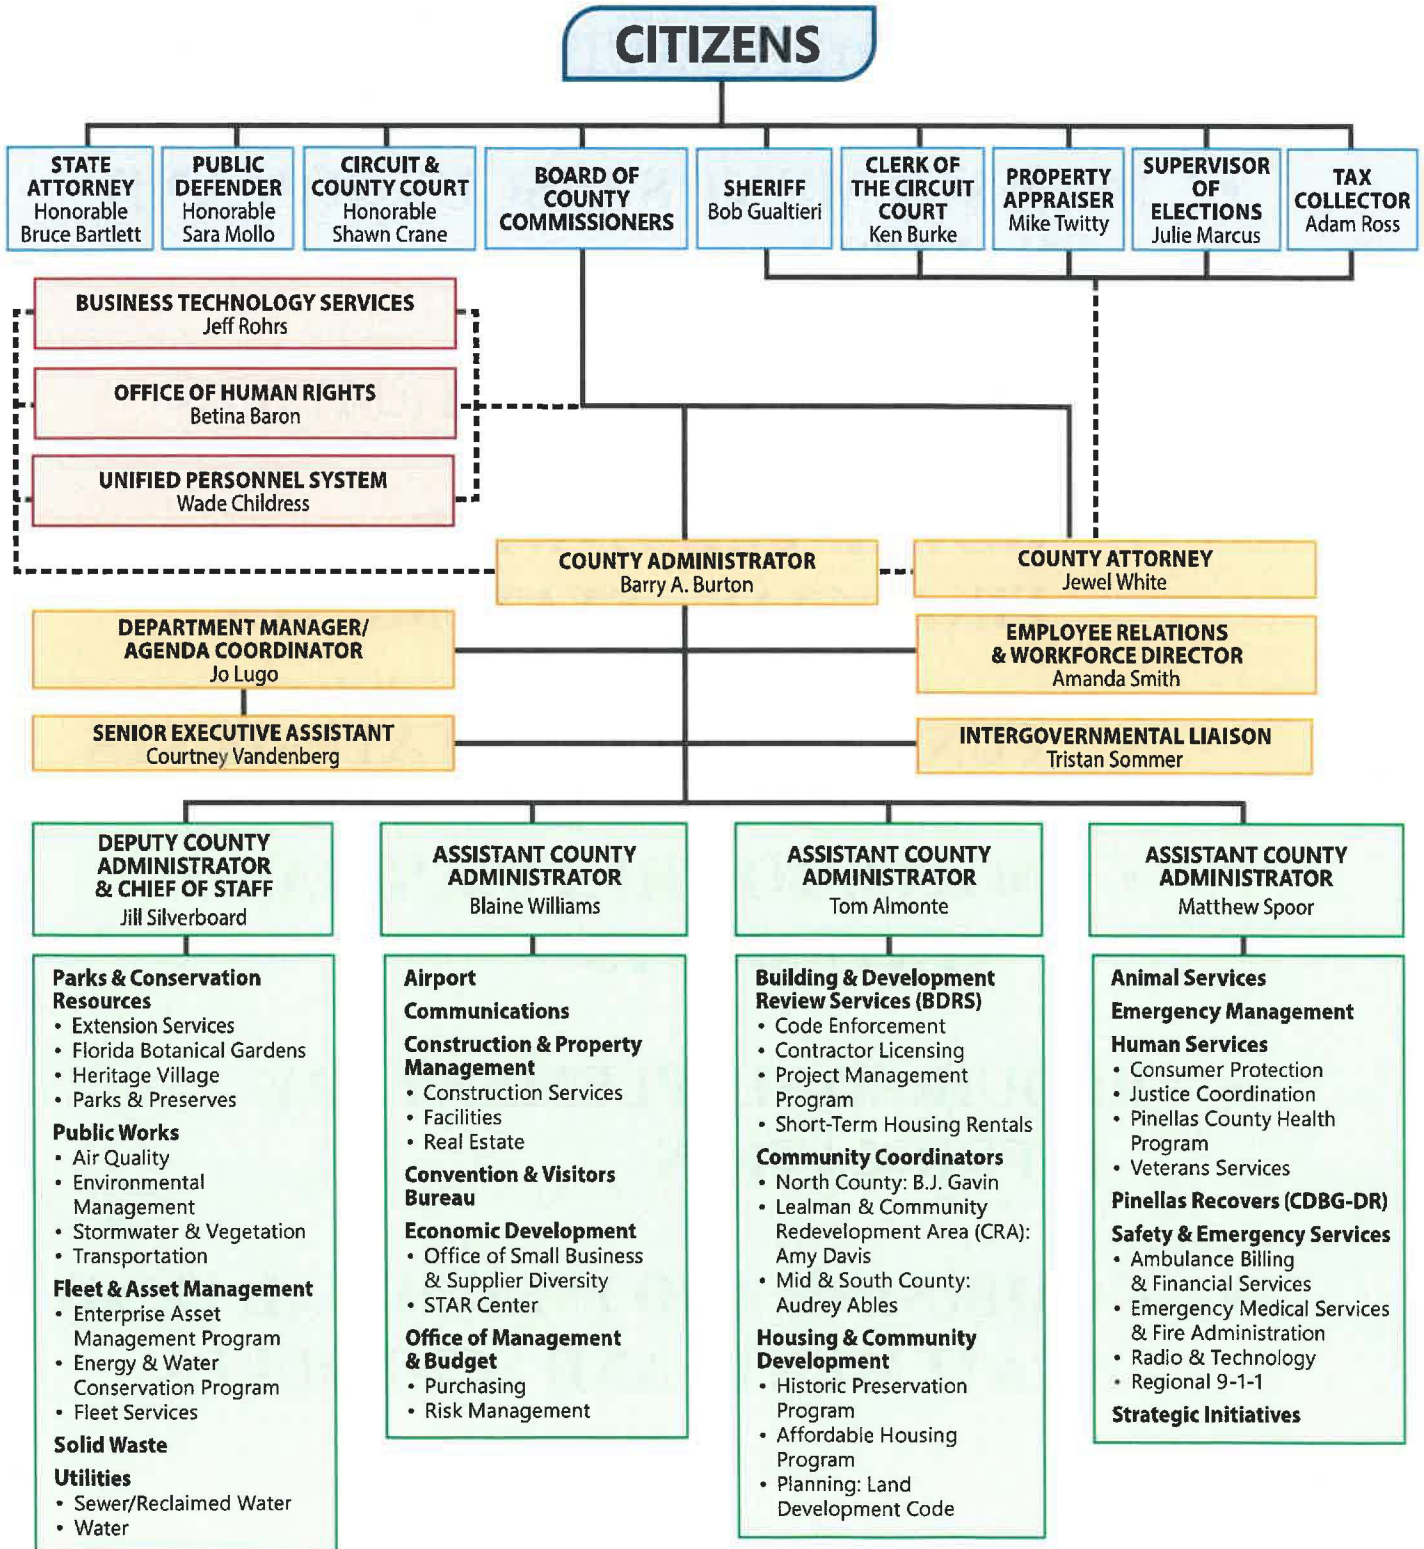 CITIZENS
STATE
ATTORNEY
Honorable
Bruce Bartlett
PUBLIC
DEFENDER
Honorable
Sara Mollo
CIRCUIT &
COUNTY COURT
Honorable
Shawn Crane
BOARD OF
COUNTY
COMMISSIONERS
SHERIFF
Bob Gualtieri
CLERK OF
THE CIRCUIT
COURT
Ken Burke
PROPERTY
APPRAISER
Mike Twitty
SUPERVISOR
OF
ELECTIONS
Julie Marcus
TAX
COLLECTOR
Adam Ross
BUSINESS TECHNOLOGY SERVICES
Jeff Rohrs
OFFICE OF HUMAN RIGHTS
Betina Baron
UNIFIED PERSONNEL SYSTEM
Wade Childress
COUNTY ADMINISTRATOR
Barry A. Burton
COUNTY ATTORNEY
Jewel White
DEPARTMENT MANAGER/
AGENDA COORDINATOR
Jo Lugo
EMPLOYEE RELATIONS
& WORKFORCE DIRECTOR
Amanda Smith
SENIOR EXECUTIVE ASSISTANT
Courtney Vandenberg
INTERGOVERNMENTAL LIAISON
Tristan Sommer
DEPUTY COUNTY
ADMINISTRATOR
& CHIEF OF STAFF
Jill Silverboard
ASSISTANT COUNTY
ADMINISTRATOR
Blaine Williams
ASSISTANT COUNTY
ADMINISTRATOR
Tom Almonte
ASSISTANT COUNTY
ADMINISTRATOR
Matthew Spoor
Parks & Conservation
Resources
• Extension Services
• Florida Botanical Gardens
• Heritage Village
• Parks & Preserves
Public Works
• Air Quality
• Environmental
Management
• Stormwater & Vegetation
• Transportation
Fleet & Asset Management
• Enterprise Asset
Management Program
• Energy & Water
Conservation Program
• Fleet Services
Solid Waste
Utilities
• Sewer/Reclaimed Water
• Water
Airport
Communications
Construction & Property
Management
• Construction Services
• Facilities
• Real Estate
Convention & Visitors
Bureau
Economic Development
• Office of Small Business
& Supplier Diversity
• STAR Center
Office of Management
& Budget
• Purchasing
• Risk Management
Building & Development
Review Services (BDRS)
• Code Enforcement
• Contractor Licensing
• Project Management
Program
• Short-Term Housing Rentals
Community Coordinators
• North County: B.J. Gavin
• Lealman & Community
Redevelopment Area (CRA):
Amy Davis
• Mid & South County:
Audrey Ables
Housing & Community
Development
• Historic Preservation
Program
• Affordable Housing
Program
• Planning: Land
Development Code
Animal Services
Emergency Management
Human Services
• Consumer Protection
• Justice Coordination
• Pinellas County Health
Program
• Veterans Services
Pinellas Recovers (CDBG-DR)
Safety & Emergency Services
• Ambulance Billing
& Financial Services
• Emergency Medical Services
& Fire Administration
• Radio & Technology
• Regional 9-1-1
Strategic Initiatives